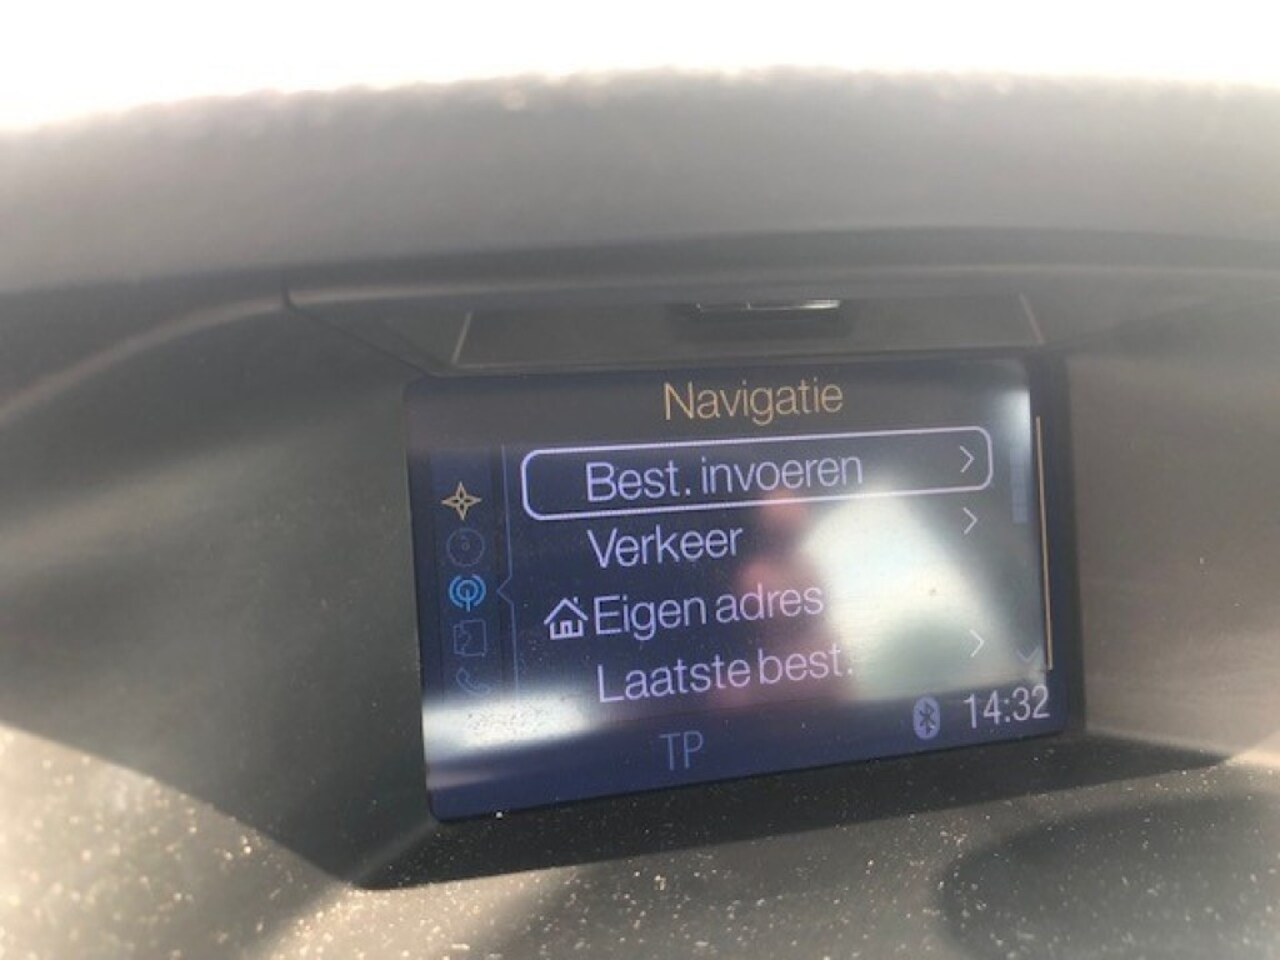 Navigatie
Best. invoeren
Verkeer
Eigen adres
Laatste best.
14:32
TP